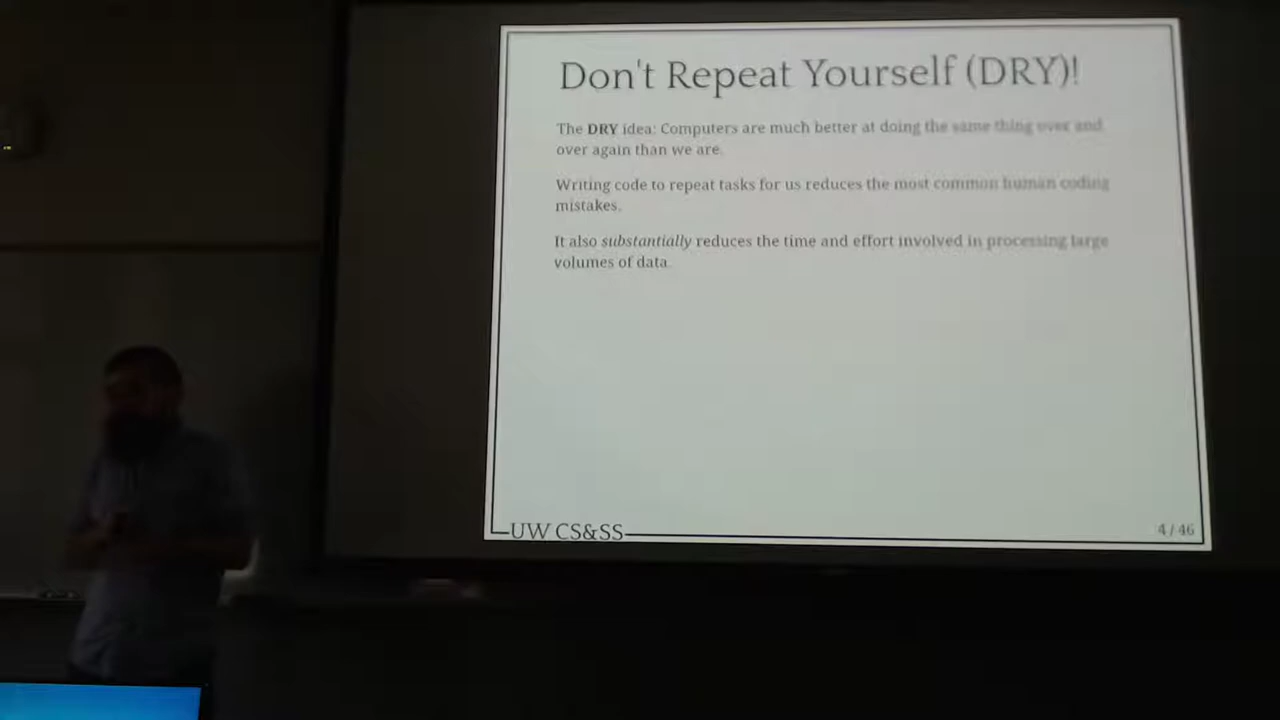 Don't Repeat Yourself (DRY)!
The DRY idea: Computers are much better at doing the same thing over and
over again than we are.
Writing code to repeat tasks for us reduces the most common human coding
mistakes.
It also substantially reduces the time and effort involved in processing large
volumes of data.
UW CS&SS
4 / 46